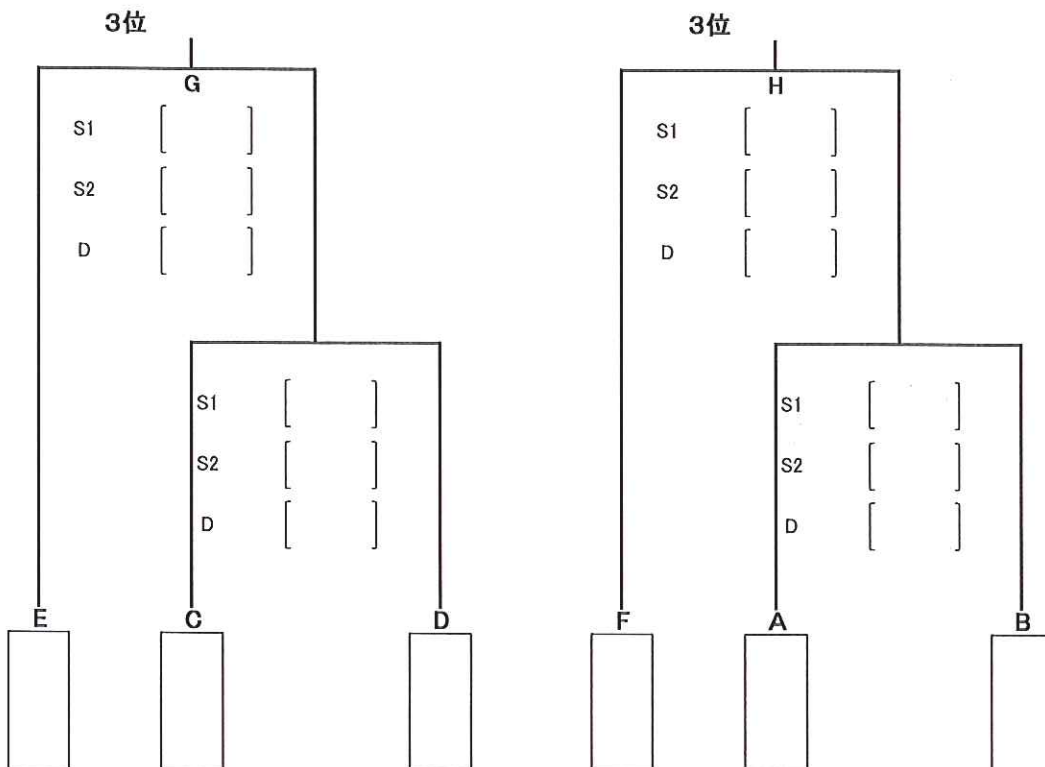 3位
G
S1 [ ]
S2 [ ]
D [ ]
S1 [ ]
S2 [ ]
D [ ]
E C D
3位
H
S1 [ ]
S2 [ ]
D [ ]
S1 [ ]
S2 [ ]
D [ ]
F A B